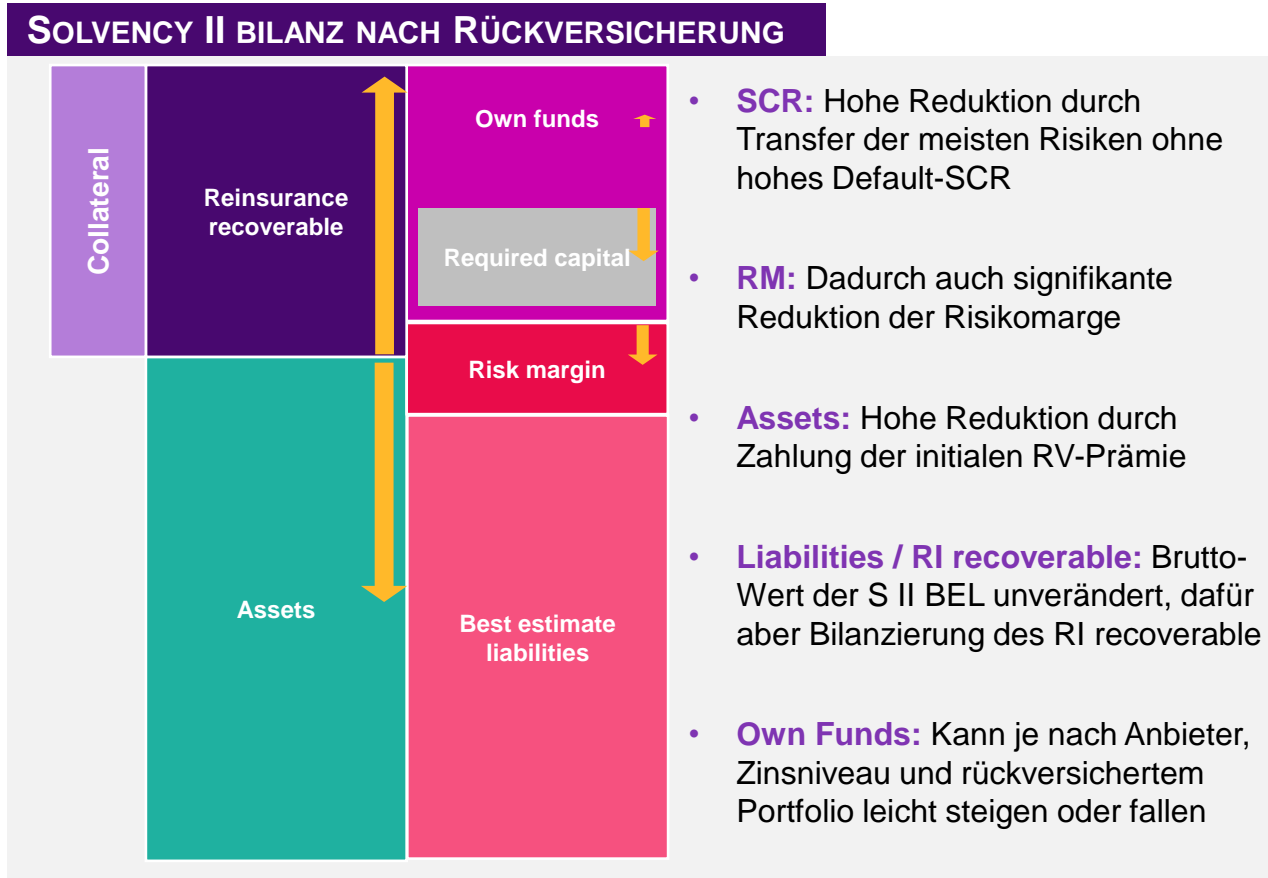 SOLVENCY II BILANZ NACH RÜCKVERSICHERUNG
Collateral
Reinsurance
recoverable
Assets
Own funds
Required capital
Risk margin
Best estimate
liabilities
• SCR: Hohe Reduktion durch
Transfer der meisten Risiken ohne
hohes Default-SCR
• RM: Dadurch auch signifikante
Reduktion der Risikomarge
• Assets: Hohe Reduktion durch
Zahlung der initialen RV-Prämie
• Liabilities / RI recoverable: Brutto-
Wert der S II BEL unverändert, dafür
aber Bilanzierung des RI recoverable
• Own Funds: Kann je nach Anbieter,
Zinsniveau und rückversichertem
Portfolio leicht steigen oder fallen